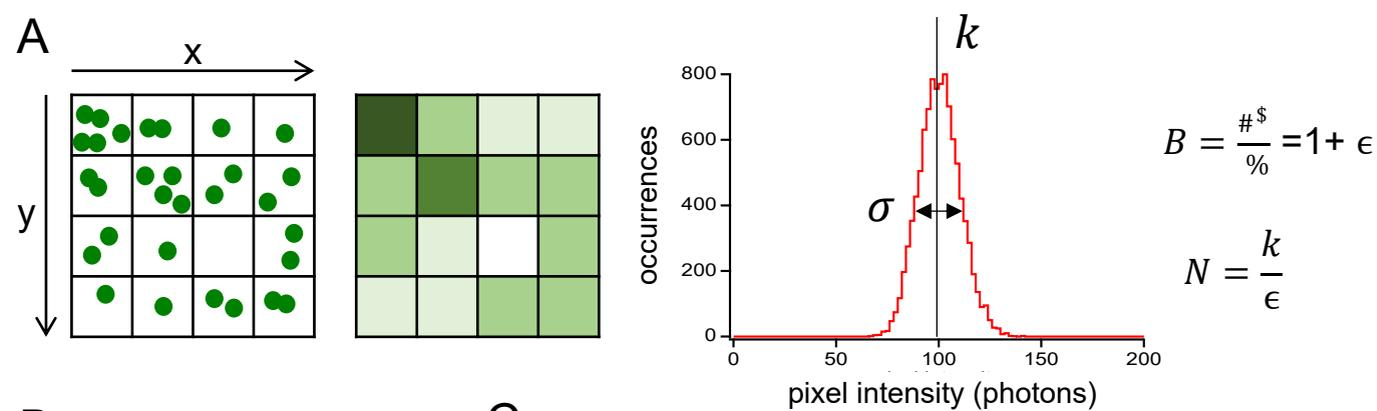 A
x
y
k
σ
occurrences
800
600
400
200
0
0 50 100 150 200
pixel intensity (photons)
B = #$/% =1+ ϵ
N = k/ϵ